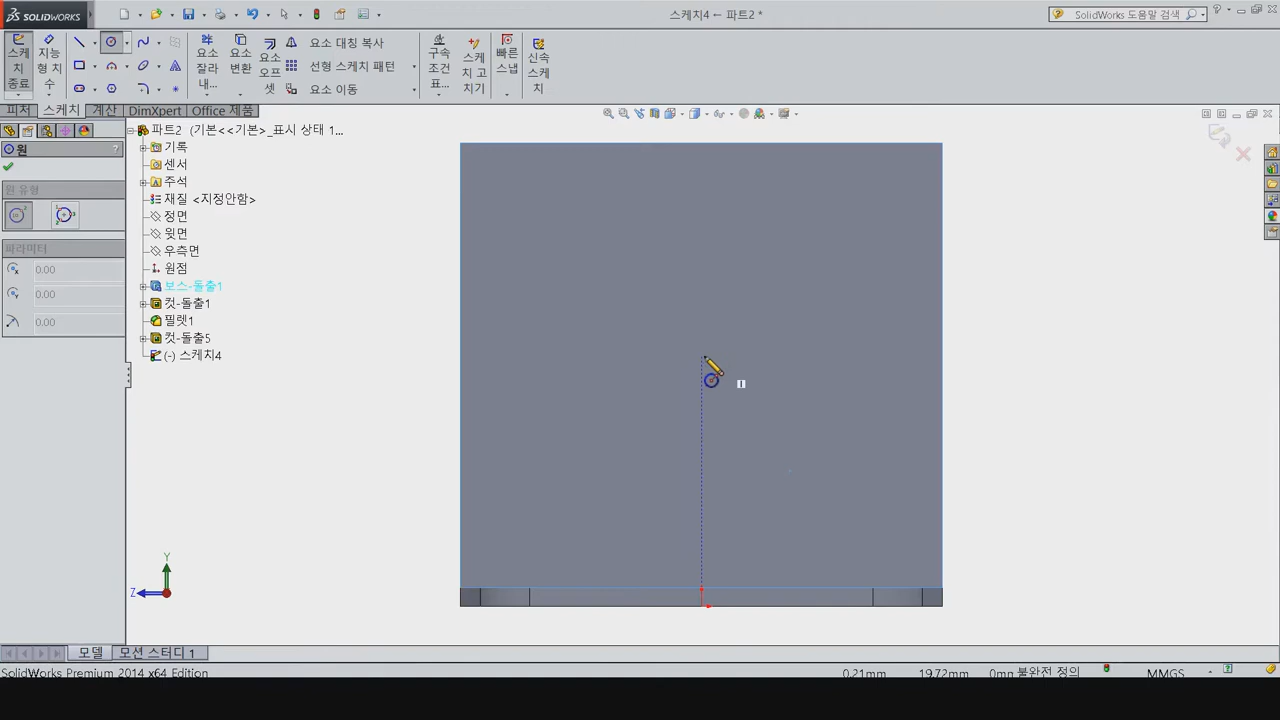 SOLIDWORKS
스케치4 ← 파트2 *
SolidWorks 도움말 검색
스케치 종료
지능형 치수
요소 잘라내...
요소 변환
요소 오프셋
요소 대칭 복사
선형 스케치 패턴
요소 이동
구속조건 표...
스케치 고치기
빠른 스냅
신속 스케치
피처 스케치 계산 DimXpert Office 제품
원 ?
원 유형
파라미터
0.00
0.00
0.00
파트2 (기본<<기본>_표시 상태 1...
기록
센서
주석
재질 <지정안함>
정면
윗면
우측면
원점
보스-돌출1
컷-돌출1
필렛1
컷-돌출5
(-) 스케치4
Y
Z
모델 모션 스터디 1
SolidWorks Premium 2014 x64 Edition
0.21mm 19.72mm 0mm 불완전 정의 MMGS